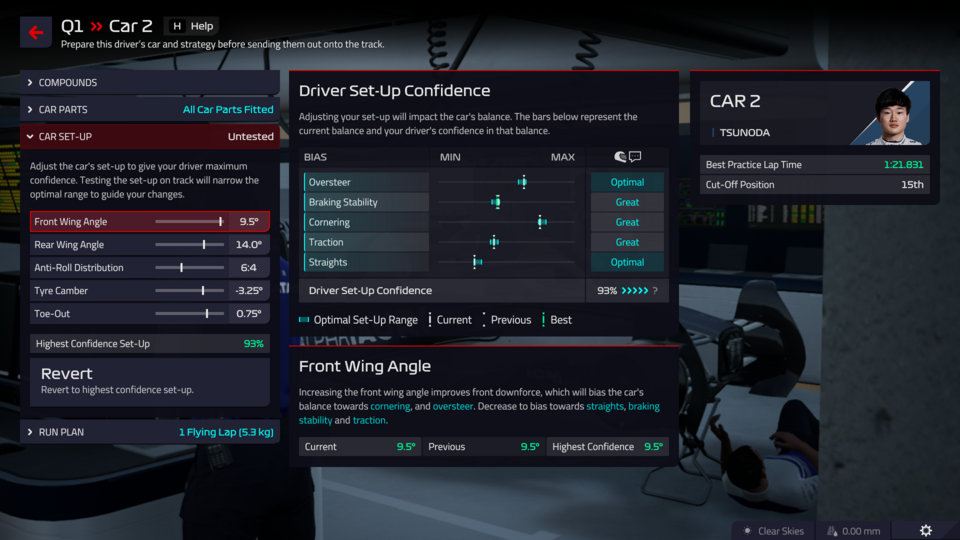 Q1 » Car 2 H Help
Prepare this driver's car and strategy before sending them out onto the track.
COMPOUNDS
CAR PARTS All Car Parts Fitted
CAR SET-UP Untested
Adjust the car's set-up to give your driver maximum
confidence. Testing the set-up on track will narrow the
optimal range to guide your changes.
Front Wing Angle 9.5°
Rear Wing Angle 14.0°
Anti-Roll Distribution 6:4
Tyre Camber -3.25°
Toe-Out 0.75°
Highest Confidence Set-Up 93%
Revert
Revert to highest confidence set-up.
RUN PLAN 1 Flying Lap (5.3 kg)
Driver Set-Up Confidence
Adjusting your set-up will impact the car's balance. The bars below represent the
current balance and your driver's confidence in that balance.
BIAS MIN MAX
Oversteer Optimal
Braking Stability Great
Cornering Great
Traction Great
Straights Optimal
Driver Set-Up Confidence 93% >>>>> ?
Optimal Set-Up Range Current Previous Best
Front Wing Angle
Increasing the front wing angle improves front downforce, which will bias the car's
balance towards cornering, and oversteer. Decrease to bias towards straights, braking
stability and traction.
Current 9.5° Previous 9.5° Highest Confidence 9.5°
CAR 2
TSUNODA
Best Practice Lap Time 1:21.831
Cut-Off Position 15th
Clear Skies 0.00 mm